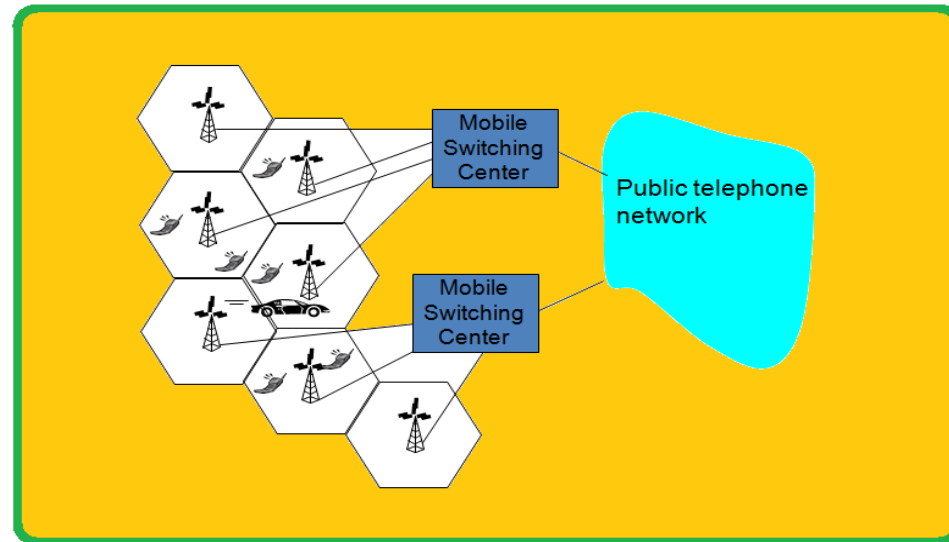 Mobile
Switching
Center
Public telephone
network
Mobile
Switching
Center